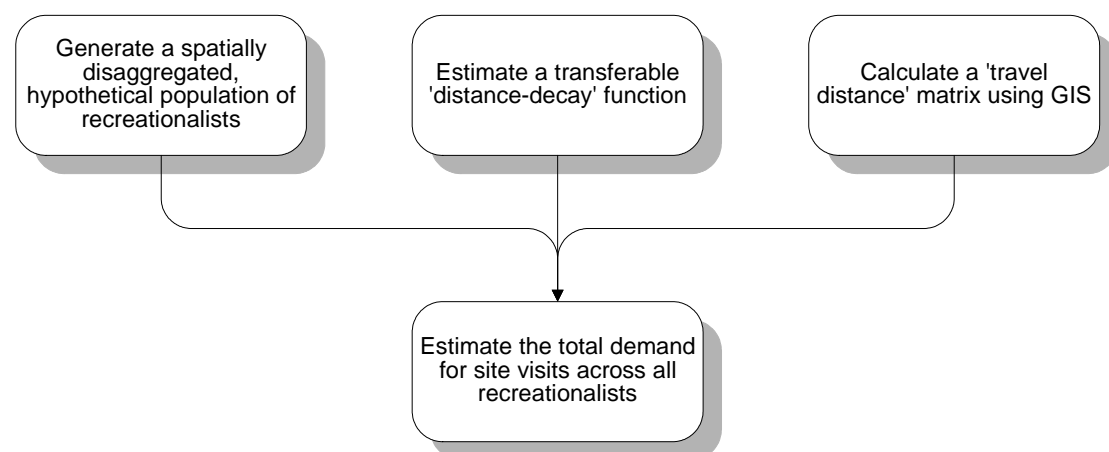 Generate a spatially
disaggregated,
hypothetical population of
recreationalists
Estimate a transferable
'distance-decay' function
Calculate a 'travel
distance' matrix using GIS
Estimate the total demand
for site visits across all
recreationalists